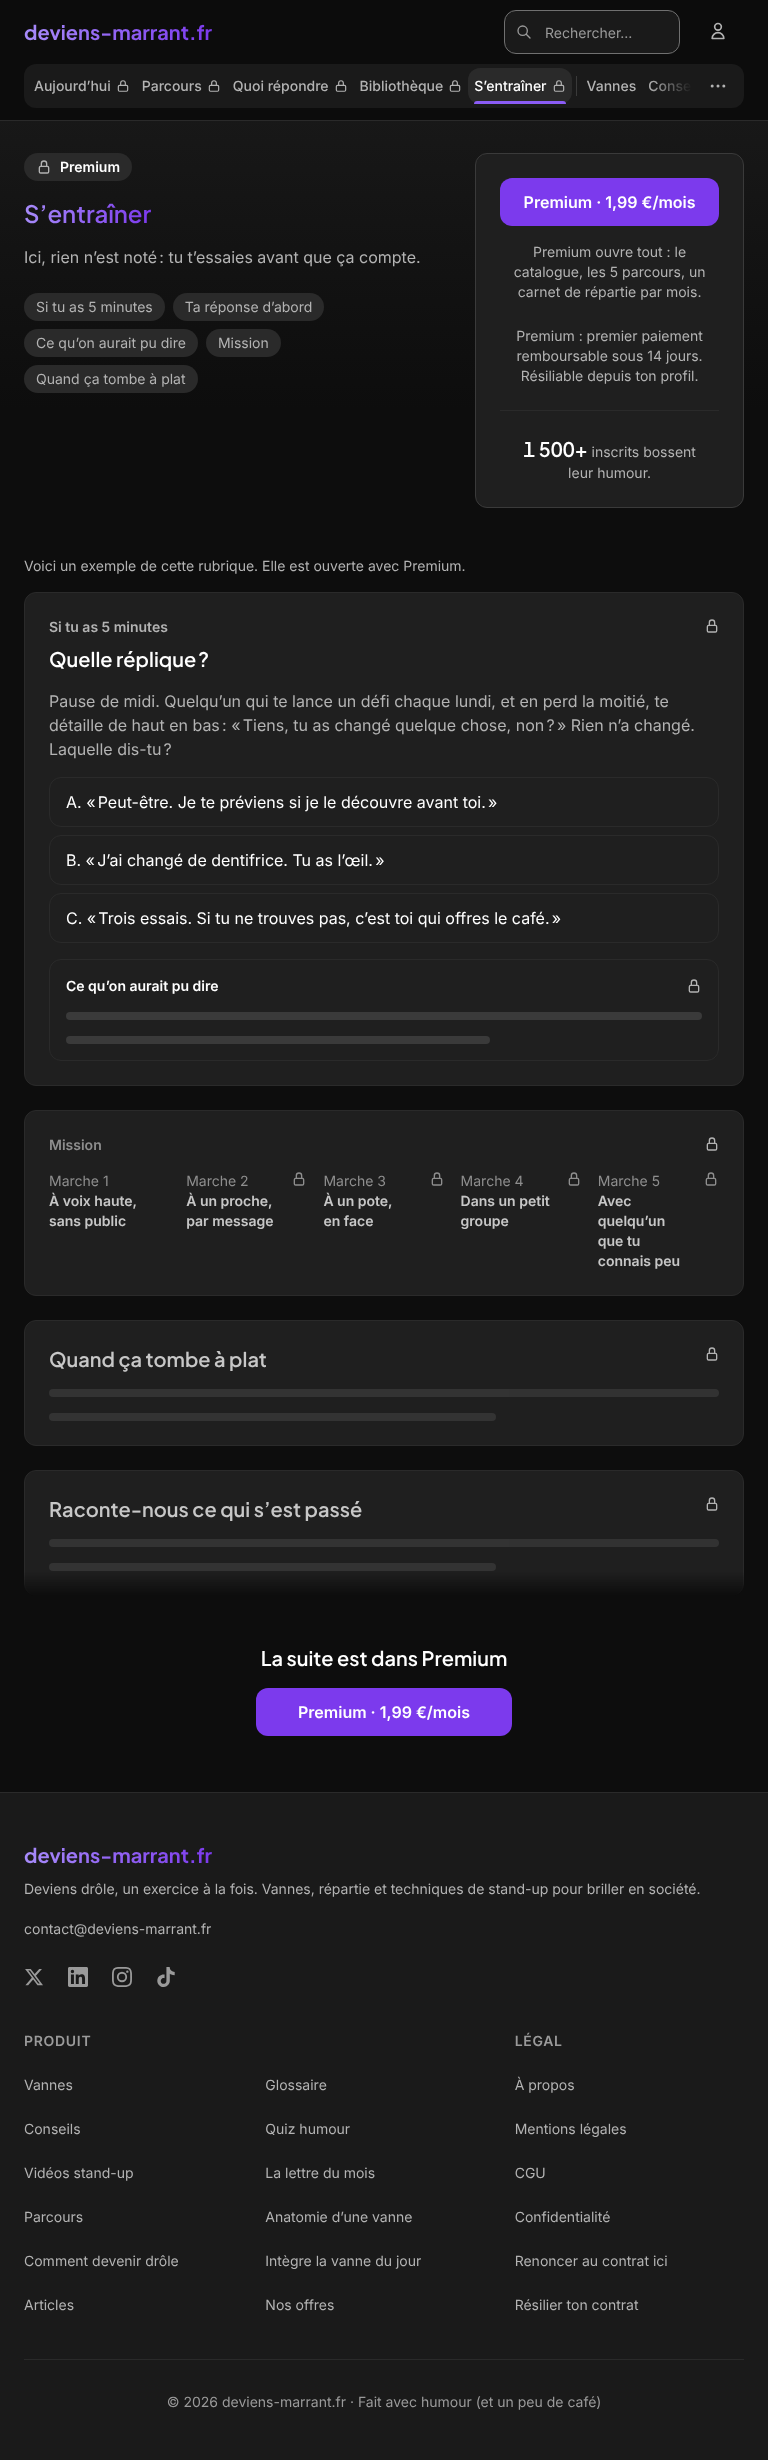 deviens-marrant.fr
Rechercher...
Aujourd’hui
Parcours
Quoi répondre
Bibliothèque
S’entraîner
Vannes
Premium
S’entraîner
Ici, rien n’est noté : tu t’essaies avant que ça compte.
Si tu as 5 minutes
Ta réponse d’abord
Ce qu’on aurait pu dire
Mission
Quand ça tombe à plat
Premium · 1,99 €/mois
Premium ouvre tout : le
catalogue, les 5 parcours, un
carnet de répartie par mois.
Premium : premier paiement
remboursable sous 14 jours.
Résiliable depuis ton profil.
1 500+ inscrits bossent
leur humour.
Voici un exemple de cette rubrique. Elle est ouverte avec Premium.
Si tu as 5 minutes
Quelle réplique ?
Pause de midi. Quelqu’un qui te lance un défi chaque lundi, et en perd la moitié, te
détaille de haut en bas : « Tiens, tu as changé quelque chose, non ? » Rien n’a changé.
Laquelle dis-tu ?
A. « Peut-être. Je te préviens si je le découvre avant toi. »
B. « J’ai changé de dentifrice. Tu as l’œil. »
C. « Trois essais. Si tu ne trouves pas, c’est toi qui offres le café. »
Ce qu’on aurait pu dire
Mission
Marche 1
À voix haute,
sans public
Marche 2
À un proche,
par message
Marche 3
À un pote,
en face
Marche 4
Dans un petit
groupe
Marche 5
Avec
quelqu’un
que tu
connais peu
Quand ça tombe à plat
Raconte-nous ce qui s’est passé
La suite est dans Premium
Premium · 1,99 €/mois
deviens-marrant.fr
Deviens drôle, un exercice à la fois. Vannes, répartie et techniques de stand-up pour briller en société.
contact@deviens-marrant.fr
PRODUIT
Vannes
Conseils
Vidéos stand-up
Parcours
Comment devenir drôle
Articles
Glossaire
Quiz humour
La lettre du mois
Anatomie d’une vanne
Intègre la vanne du jour
Nos offres
LÉGAL
À propos
Mentions légales
CGU
Confidentialité
Renoncer au contrat ici
Résilier ton contrat
© 2026 deviens-marrant.fr · Fait avec humour (et un peu de café)